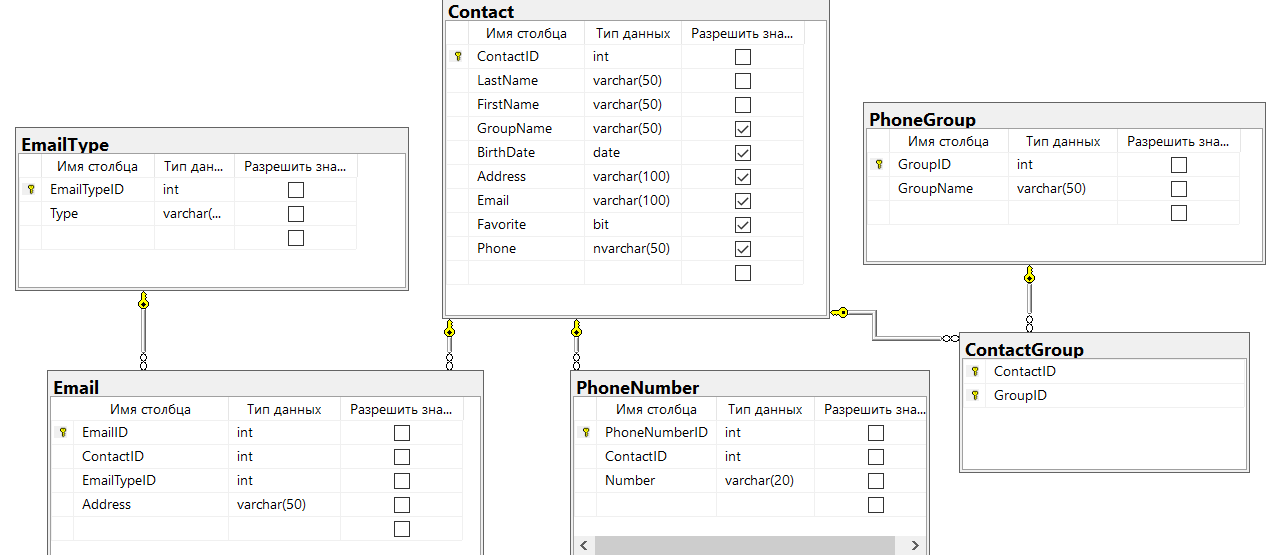 Contact
Имя столбца Тип данных Разрешить зна...
ContactID int
LastName varchar(50)
FirstName varchar(50)
GroupName varchar(50)
BirthDate date
Address varchar(100)
Email varchar(100)
Favorite bit
Phone nvarchar(50)
EmailType
Имя столбца Тип дан... Разрешить зна...
EmailTypeID int
Type varchar(...
PhoneGroup
Имя столбца Тип данных Разрешить зна...
GroupID int
GroupName varchar(50)
Email
Имя столбца Тип данных Разрешить зна...
EmailID int
ContactID int
EmailTypeID int
Address varchar(50)
PhoneNumber
Имя столбца Тип данных Разрешить зна...
PhoneNumberID int
ContactID int
Number varchar(20)
ContactGroup
ContactID
GroupID